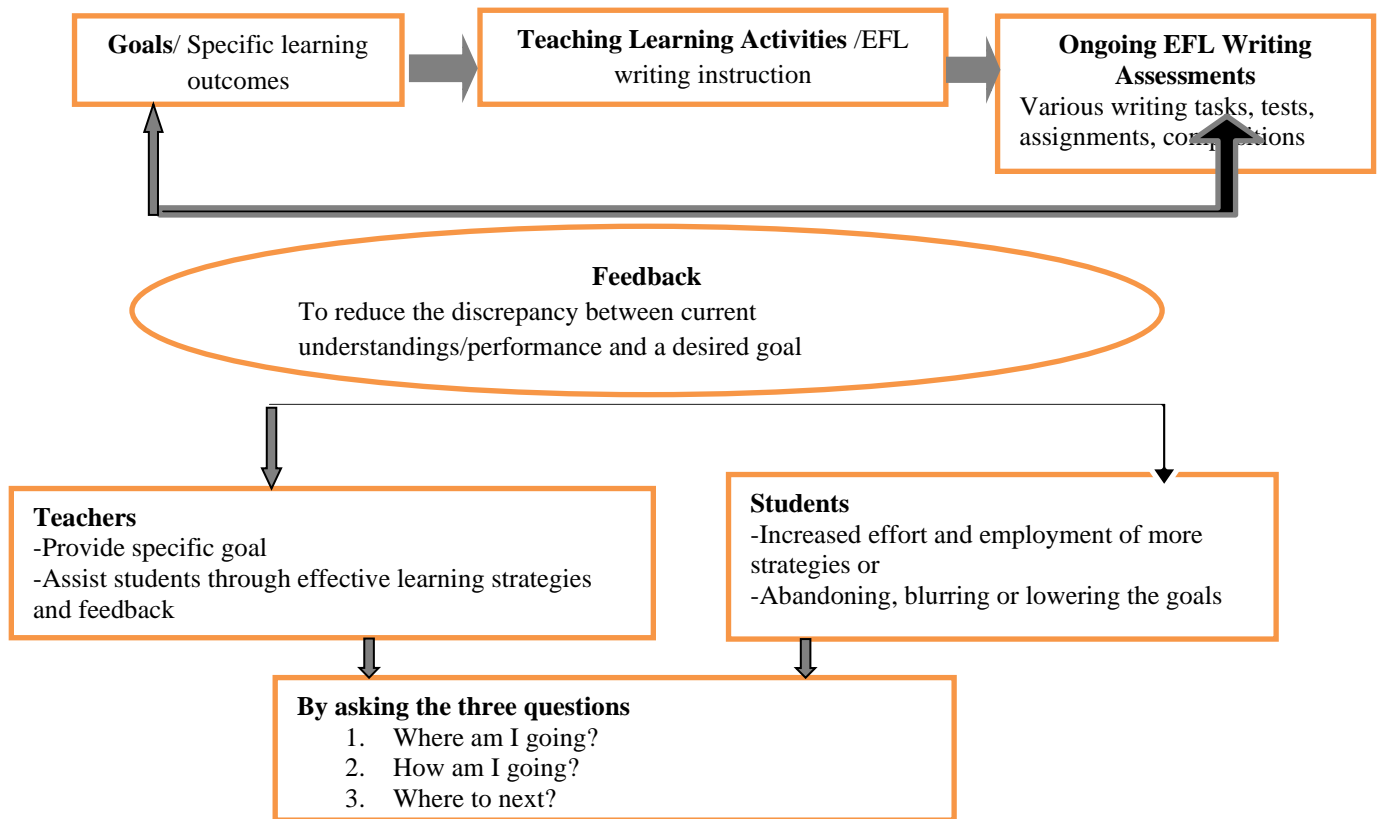 Goals/ Specific learning
outcomes
Teaching Learning Activities /EFL
writing instruction
Ongoing EFL Writing
Assessments
Various writing tasks, tests,
assignments, compositions
Feedback
To reduce the discrepancy between current
understandings/performance and a desired goal
Teachers
-Provide specific goal
-Assist students through effective learning strategies
and feedback
Students
-Increased effort and employment of more
strategies or
-Abandoning, blurring or lowering the goals
By asking the three questions
1. Where am I going?
2. How am I going?
3. Where to next?